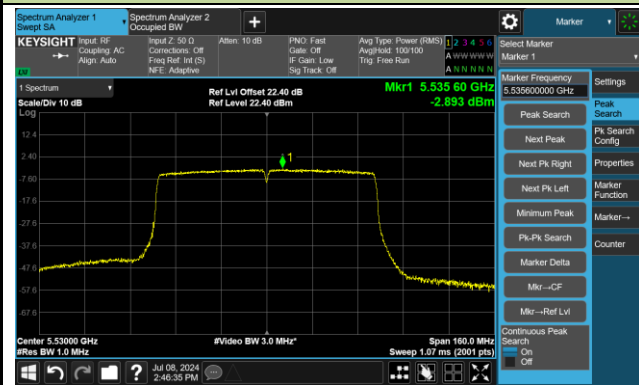 Spectrum Analyzer 1
Swept SA
Spectrum Analyzer 2
Occupied BW
Marker
KEYSIGHT
Input: RF
Coupling: AC
Align: Auto
Input Z: 50 Ω
Corrections: Off
Freq Ref: Int (S)
NFE: Adaptive
Atten: 10 dB
PNO: Fast
Gate: Off
IF Gain: Low
Sig Track: Off
Avg Type: Power (RMS)
Avg|Hold: 100/100
Trig: Free Run
1 2 3 4 5 6
A W W W W W
A N N N N N
LXI
Select Marker
Marker 1
1 Spectrum
Scale/Div 10 dB
Log
Ref Lvl Offset 22.40 dB
Ref Level 22.40 dBm
Mkr1 5.535 60 GHz
-2.893 dBm
12.4
2.40
-7.60
-17.6
-27.6
-37.6
-47.6
-57.6
-67.6
1
Center 5.53000 GHz
#Res BW 1.0 MHz
#Video BW 3.0 MHz*
Span 160.0 MHz
Sweep 1.07 ms (2001 pts)
Marker Frequency
5.535600000 GHz
Peak Search
Next Peak
Next Pk Right
Next Pk Left
Minimum Peak
Pk-Pk Search
Marker Delta
Mkr→CF
Mkr→Ref Lvl
Continuous Peak
Search
On
Off
Settings
Peak
Search
Pk Search
Config
Properties
Marker
Function
Marker→
Counter
Jul 08, 2024
2:46:35 PM